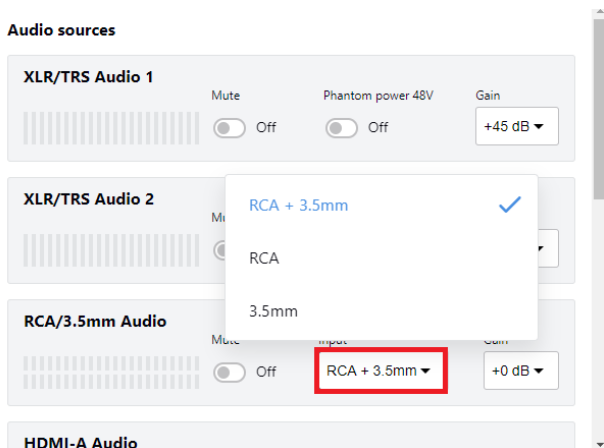 Audio sources
XLR/TRS Audio 1
Mute Phantom power 48V Gain
Off Off +45 dB
XLR/TRS Audio 2
RCA + 3.5mm
RCA
3.5mm
RCA/3.5mm Audio
Mute Input Gain
Off RCA + 3.5mm +0 dB
HDMI-A Audio